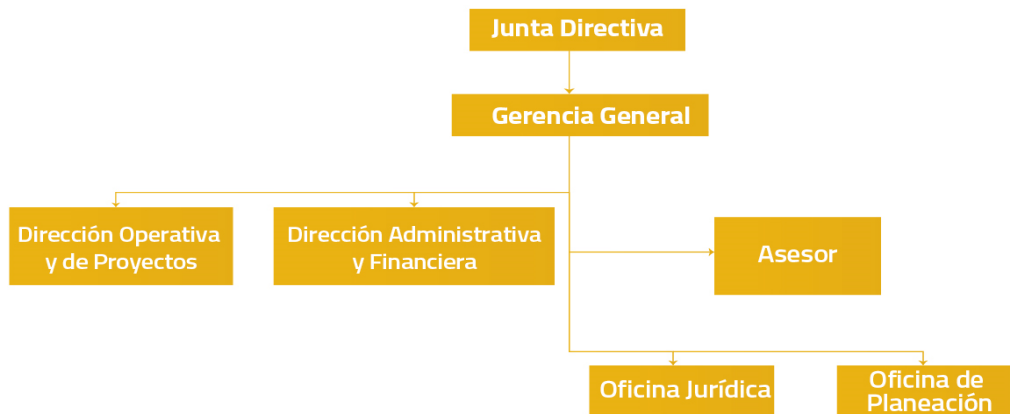 Junta Directiva
Gerencia General
Dirección Operativa
y de Proyectos
Dirección Administrativa
y Financiera
Asesor
Oficina Jurídica
Oficina de
Planeación